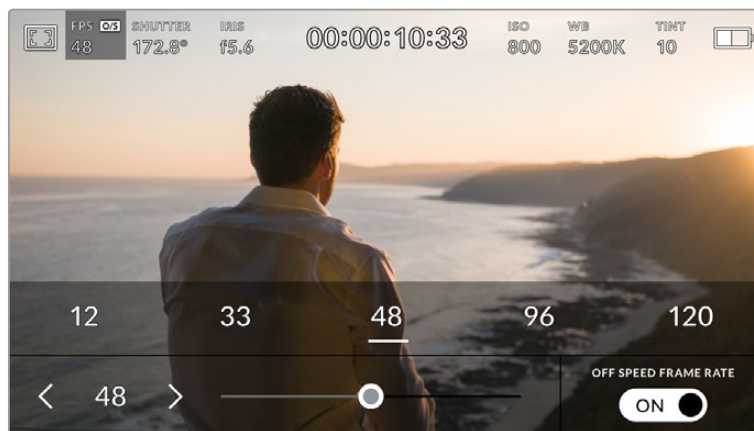 FPS O/S SHUTTER IRIS 00:00:10:33 ISO WB TINT
48 172.8° f5.6 800 5200K 10
12 33 48 96 120
OFF SPEED FRAME RATE
< 48 > ON